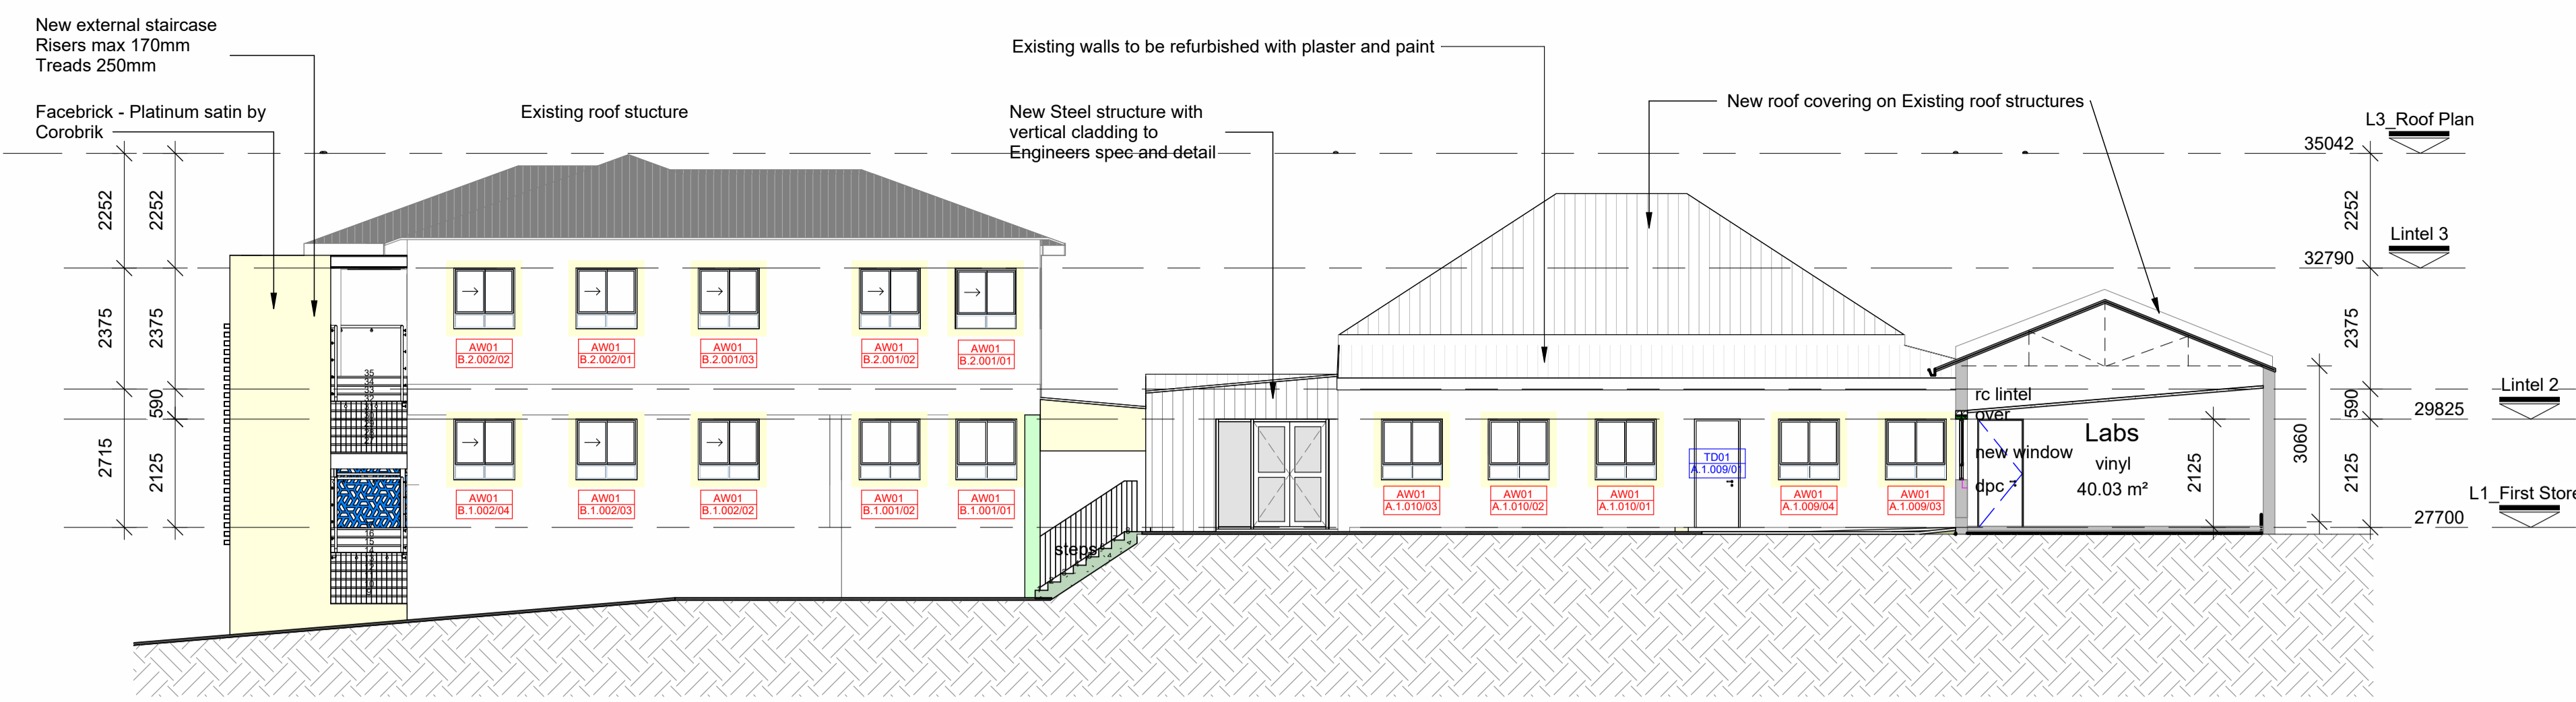 New external staircase
Risers max 170mm
Treads 250mm
Facebrick - Platinum satin by
Corobrik
Existing roof stucture
Existing walls to be refurbished with plaster and paint
New Steel structure with
vertical cladding to
Engineers spec and detail
New roof covering on Existing roof structures
L3_Roof Plan
35042
Lintel 3
32790
Lintel 2
29825
L1_First Store
27700
2252
2252
2375
2375
590
2715
2125
AW01
B.2.002/02
AW01
B.2.002/01
AW01
B.2.001/03
AW01
B.2.001/02
AW01
B.2.001/01
AW01
B.1.002/04
AW01
B.1.002/03
AW01
B.1.002/02
AW01
B.1.001/02
AW01
B.1.001/01
steps
AW01
A.1.010/03
AW01
A.1.010/02
AW01
A.1.010/01
TD01
A.1.009/01
AW01
A.1.009/04
AW01
A.1.009/03
rc lintel
over
new window
dpc
Labs
vinyl
40.03 m²
2125
3060
2252
2375
590
2125